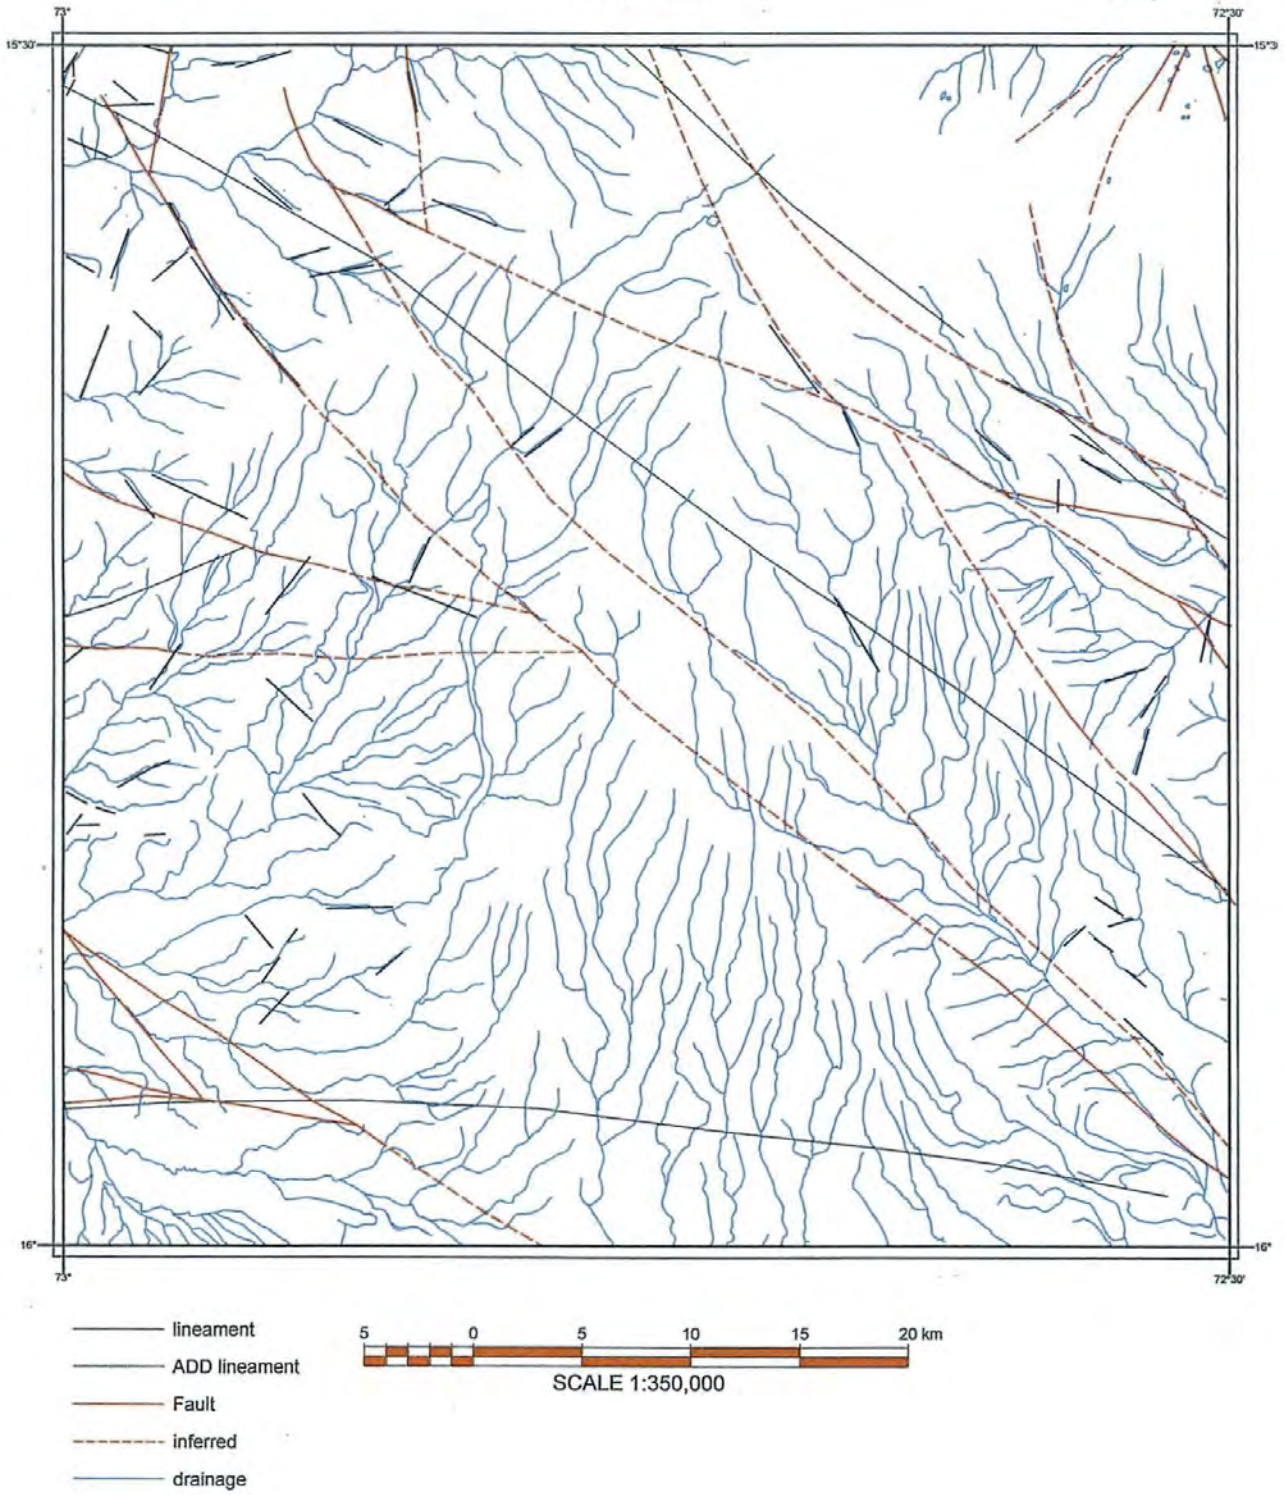 73° 72°30'
15°30' 15°3
16° 16°
73° 72°30'
lineament
ADD lineament
Fault
inferred
drainage
5 0 5 10 15 20 km
SCALE 1:350,000